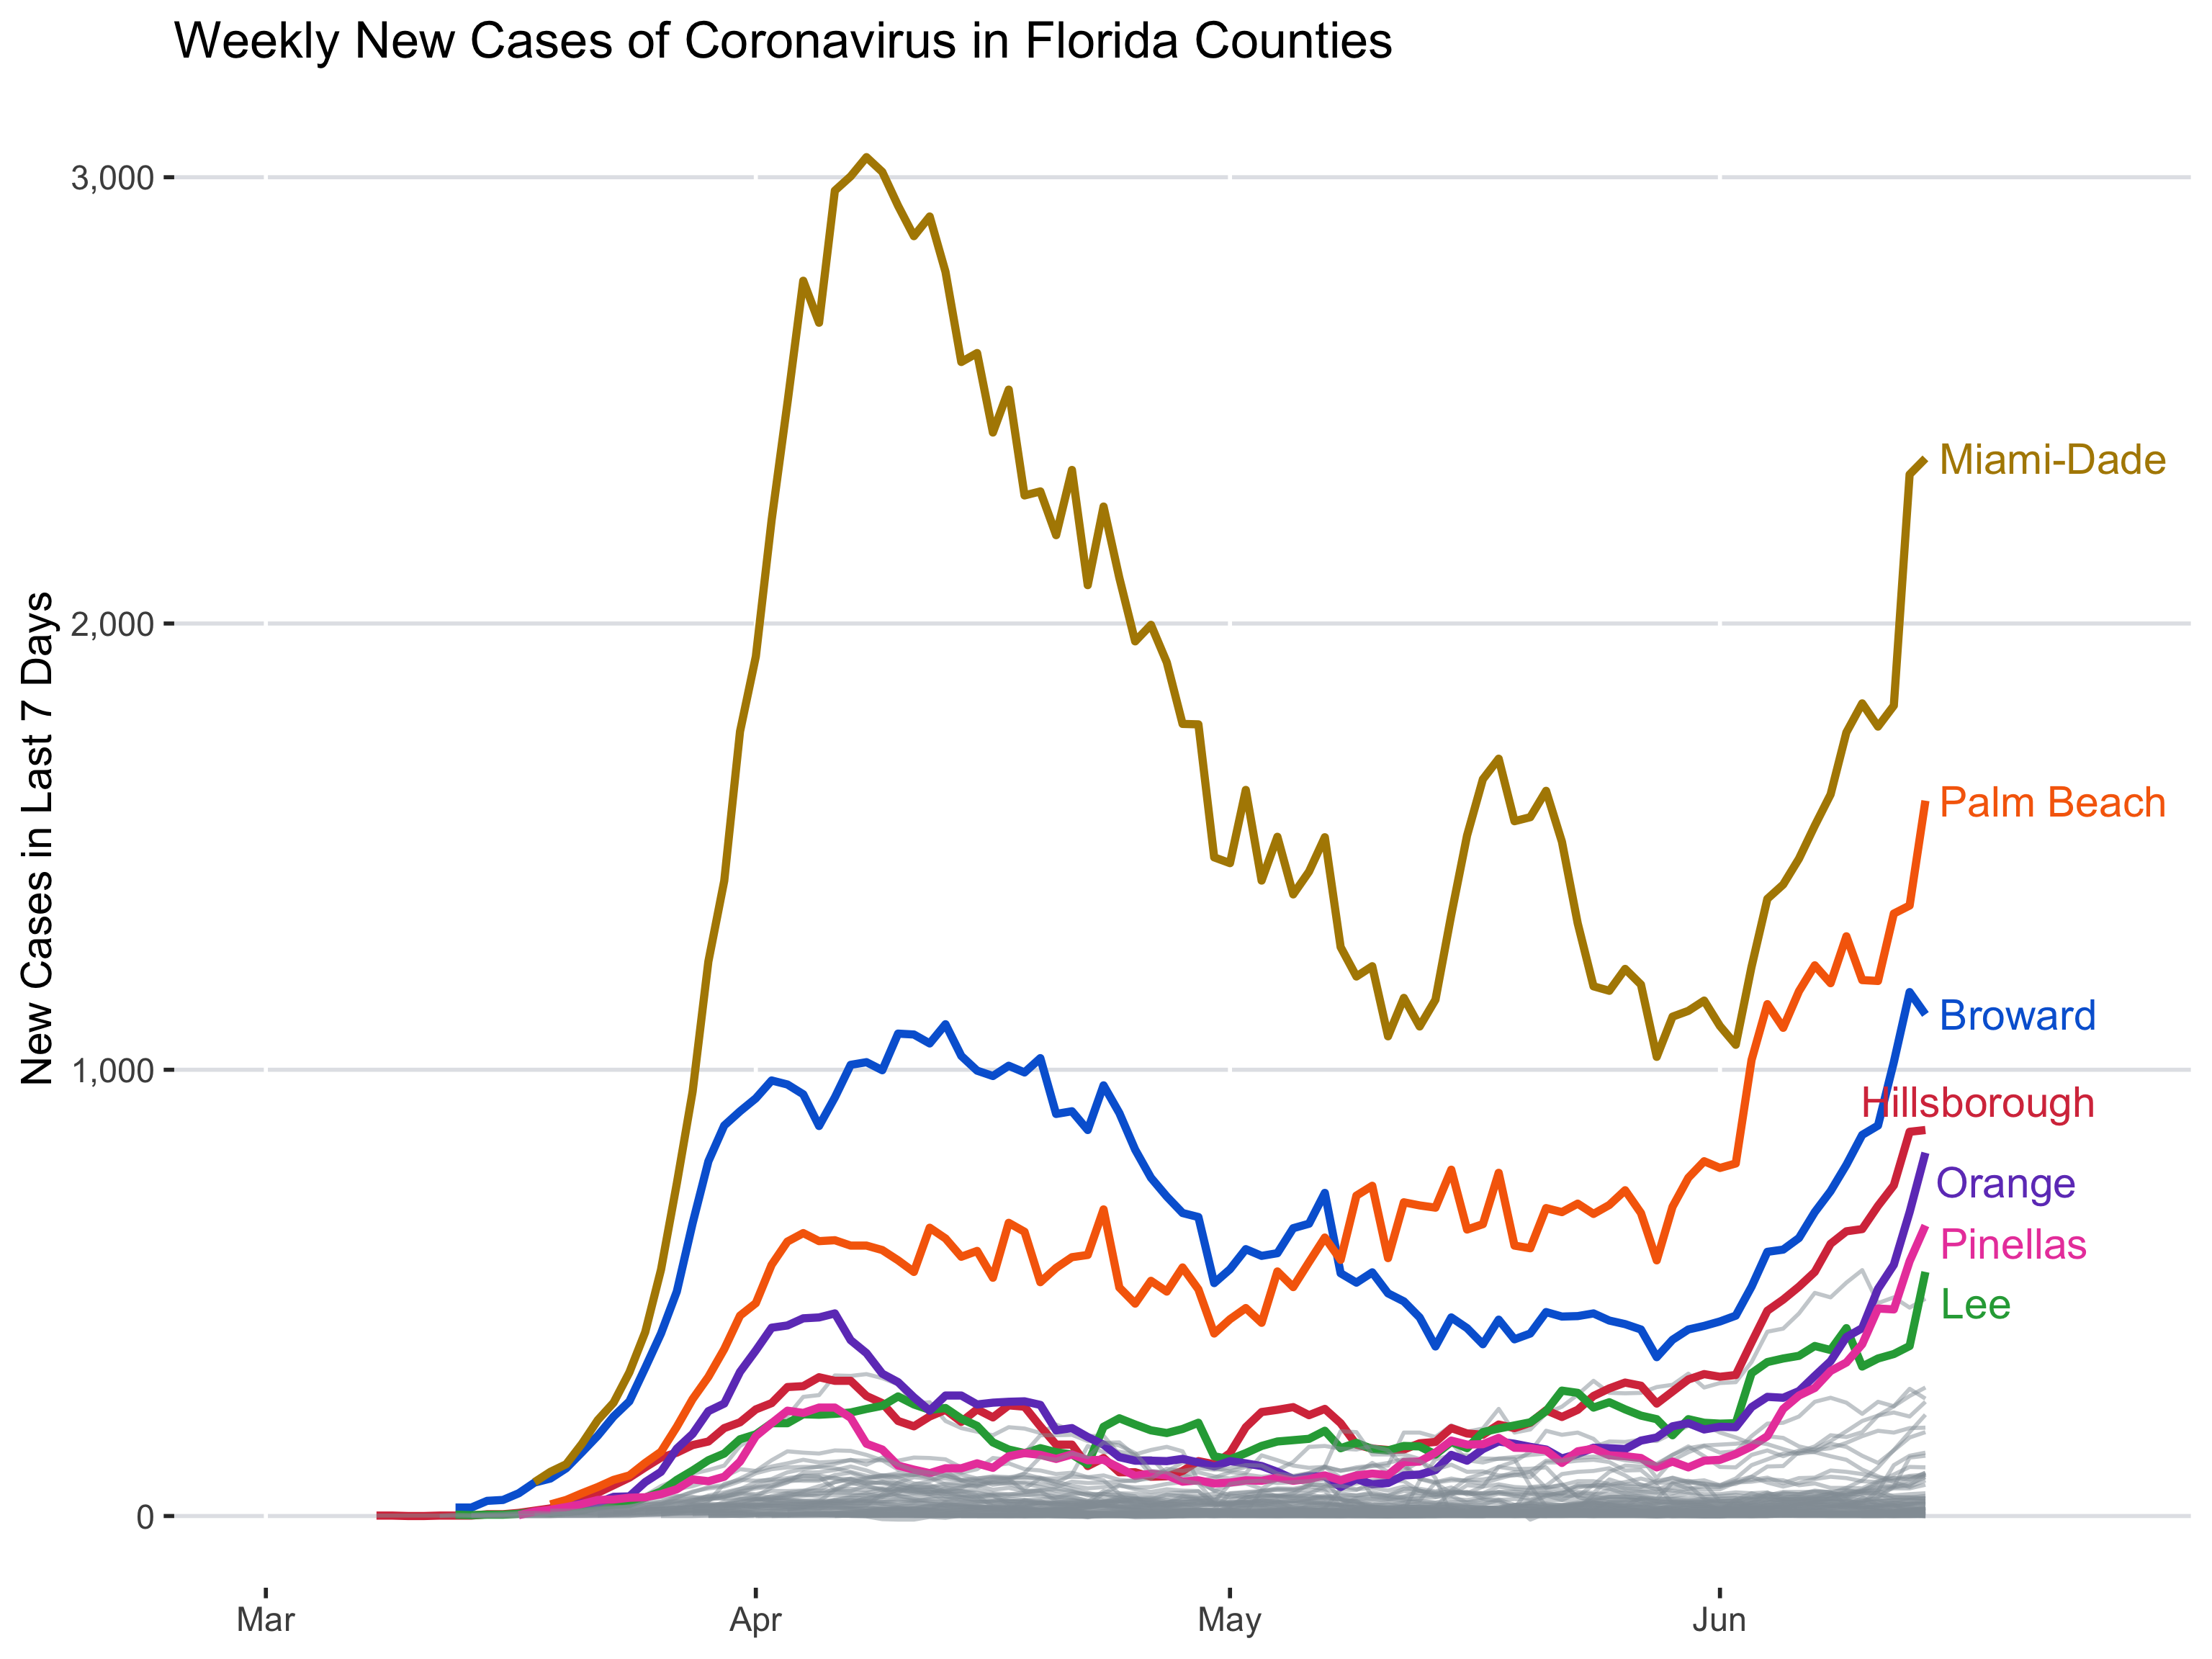 Weekly New Cases of Coronavirus in Florida Counties
New Cases in Last 7 Days
3,000
2,000
1,000
0
Mar
Apr
May
Jun
Miami-Dade
Palm Beach
Broward
Hillsborough
Orange
Pinellas
Lee